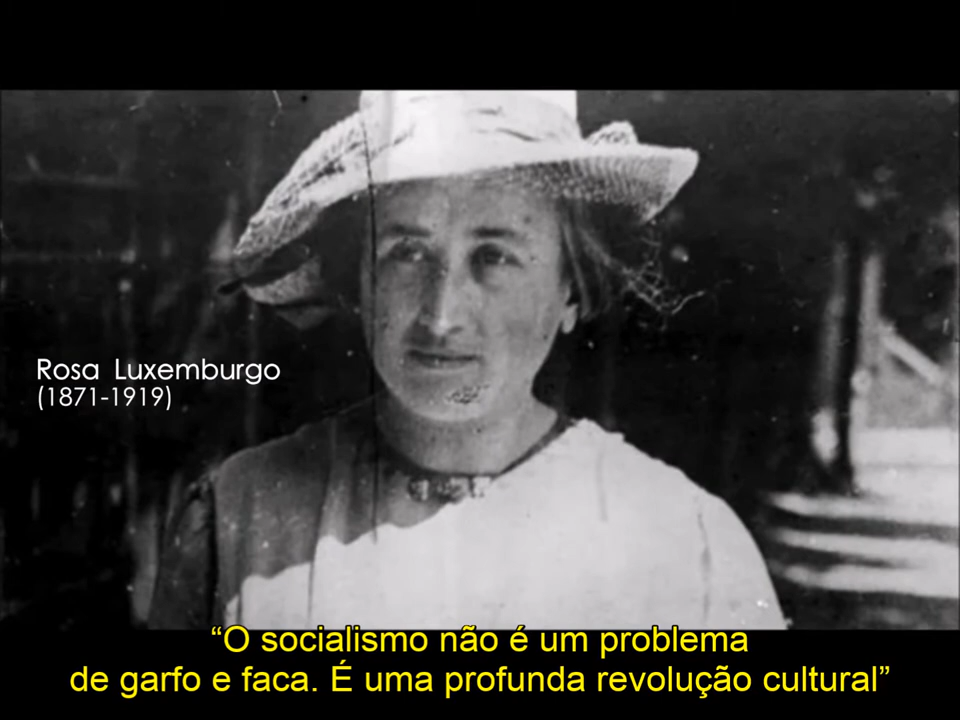 Rosa Luxemburgo
(1871-1919)
“O socialismo não é um problema
de garfo e faca. É uma profunda revolução cultural”